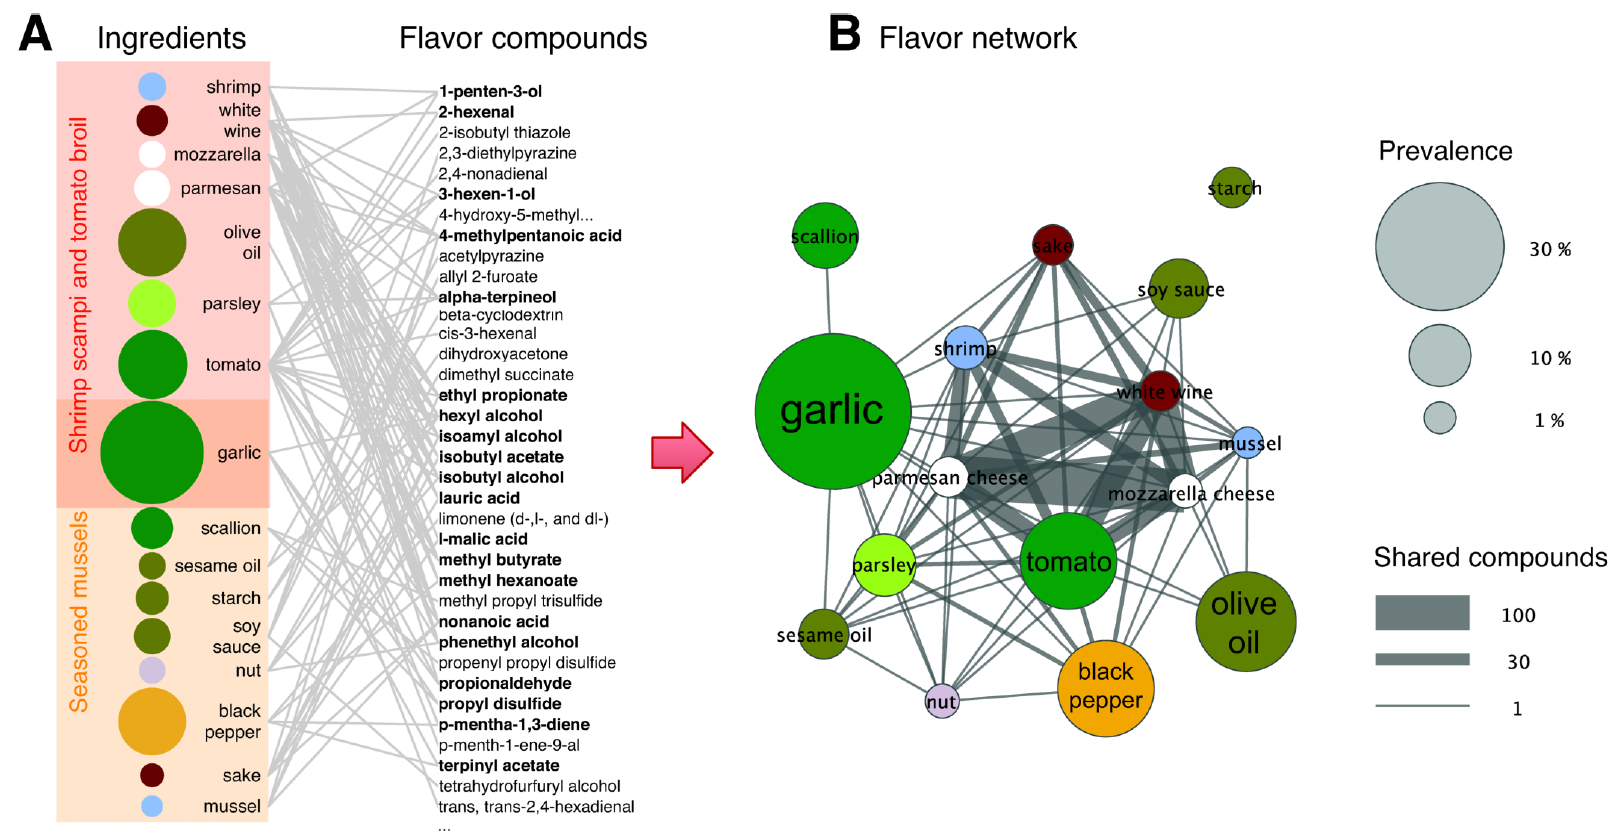 A
Ingredients
Flavor compounds
Shrimp scampi and tomato broil
Seasoned mussels
shrimp
white
wine
mozzarella
parmesan
olive
oil
parsley
tomato
garlic
scallion
sesame oil
starch
soy
sauce
nut
black
pepper
sake
mussel
1-penten-3-ol
2-hexenal
2-isobutyl thiazole
2,3-diethylpyrazine
2,4-nonadienal
3-hexen-1-ol
4-hydroxy-5-methyl...
4-methylpentanoic acid
acetylpyrazine
allyl 2-furoate
alpha-terpineol
beta-cyclodextrin
cis-3-hexenal
dihydroxyacetone
dimethyl succinate
ethyl propionate
hexyl alcohol
isoamyl alcohol
isobutyl acetate
isobutyl alcohol
lauric acid
limonene (d-,l-, and dl-)
l-malic acid
methyl butyrate
methyl hexanoate
methyl propyl trisulfide
nonanoic acid
phenethyl alcohol
propenyl propyl disulfide
propionaldehyde
propyl disulfide
p-mentha-1,3-diene
p-menth-1-ene-9-al
terpinyl acetate
tetrahydrofurfuryl alcohol
trans, trans-2,4-hexadienal
...
B
Flavor network
starch
scallion
sake
soy sauce
shrimp
white wine
garlic
mussel
parmesan cheese
mozzarella cheese
parsley
tomato
olive
oil
sesame oil
black
pepper
nut
Prevalence
30 %
10 %
1 %
Shared compounds
100
30
1